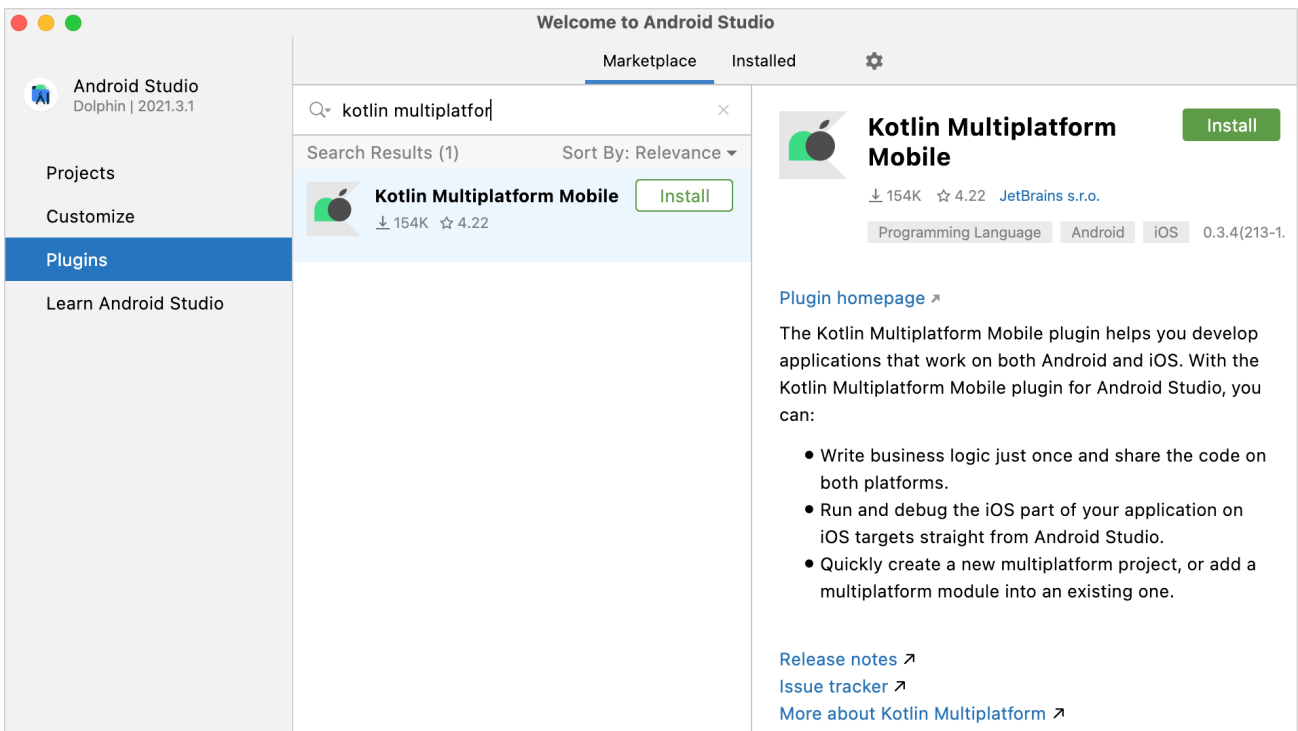 Welcome to Android Studio
Android Studio
Dolphin | 2021.3.1
Projects
Customize
Plugins
Learn Android Studio
Marketplace Installed
kotlin multiplatfor
Search Results (1) Sort By: Relevance
Kotlin Multiplatform Mobile Install
154K 4.22
Kotlin Multiplatform
Mobile
Install
154K 4.22 JetBrains s.r.o.
Programming Language Android iOS 0.3.4(213-1.
Plugin homepage
The Kotlin Multiplatform Mobile plugin helps you develop
applications that work on both Android and iOS. With the
Kotlin Multiplatform Mobile plugin for Android Studio, you
can:
Write business logic just once and share the code on
both platforms.
Run and debug the iOS part of your application on
iOS targets straight from Android Studio.
Quickly create a new multiplatform project, or add a
multiplatform module into an existing one.
Release notes
Issue tracker
More about Kotlin Multiplatform